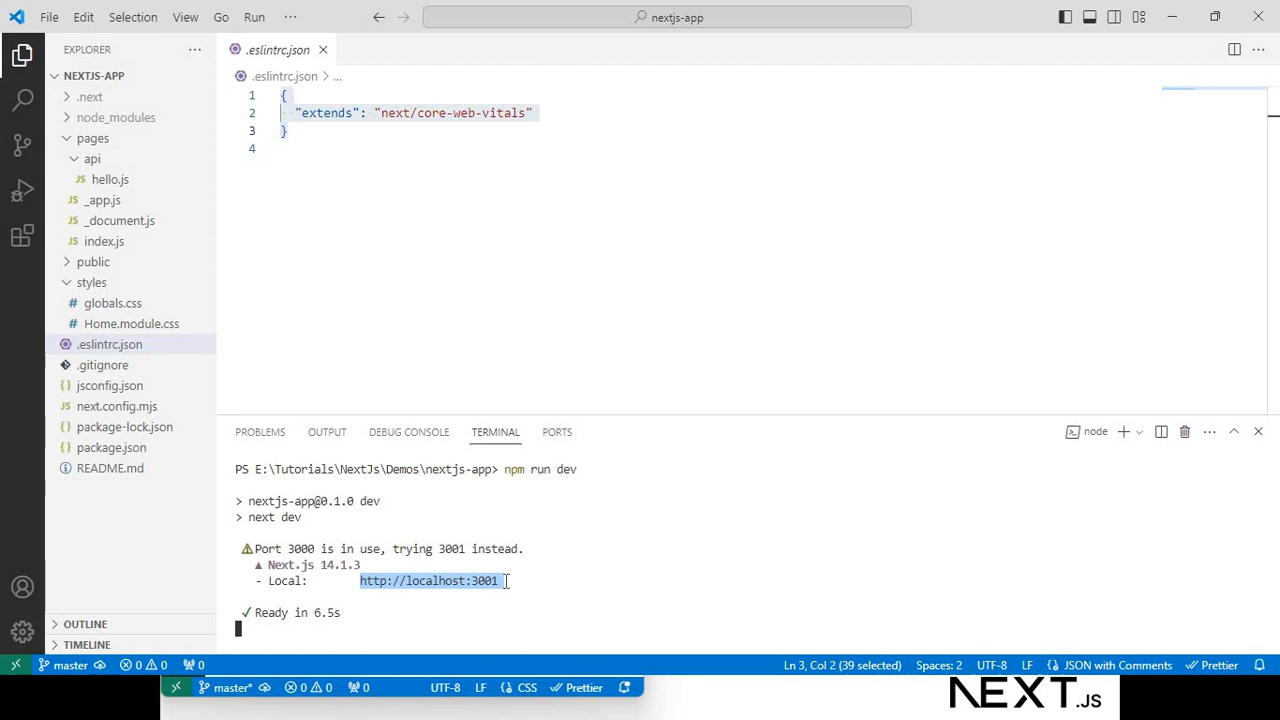 File Edit Selection View Go Run ···
nextjs-app
EXPLORER ···
NEXTJS-APP
.next
node_modules
pages
api
JS hello.js
JS _app.js
JS _document.js
JS index.js
public
styles
# globals.css
# Home.module.css
.eslintrc.json
.gitignore
{} jsconfig.json
JS next.config.mjs
{} package-lock.json
{} package.json
README.md
OUTLINE
TIMELINE
.eslintrc.json
.eslintrc.json > ...
1 {
2 "extends": "next/core-web-vitals"
3 }
4
PROBLEMS OUTPUT DEBUG CONSOLE TERMINAL PORTS
node
PS E:\Tutorials\NextJs\Demos\nextjs-app> npm run dev
> nextjs-app@0.1.0 dev
> next dev
⚠ Port 3000 is in use, trying 3001 instead.
▲ Next.js 14.1.3
- Local: http://localhost:3001
✓ Ready in 6.5s
master 0 0 0 Ln 3, Col 2 (39 selected) Spaces: 2 UTF-8 LF {} JSON with Comments Prettier
master* 0 0 0 UTF-8 LF {} CSS Prettier
NEXT.JS